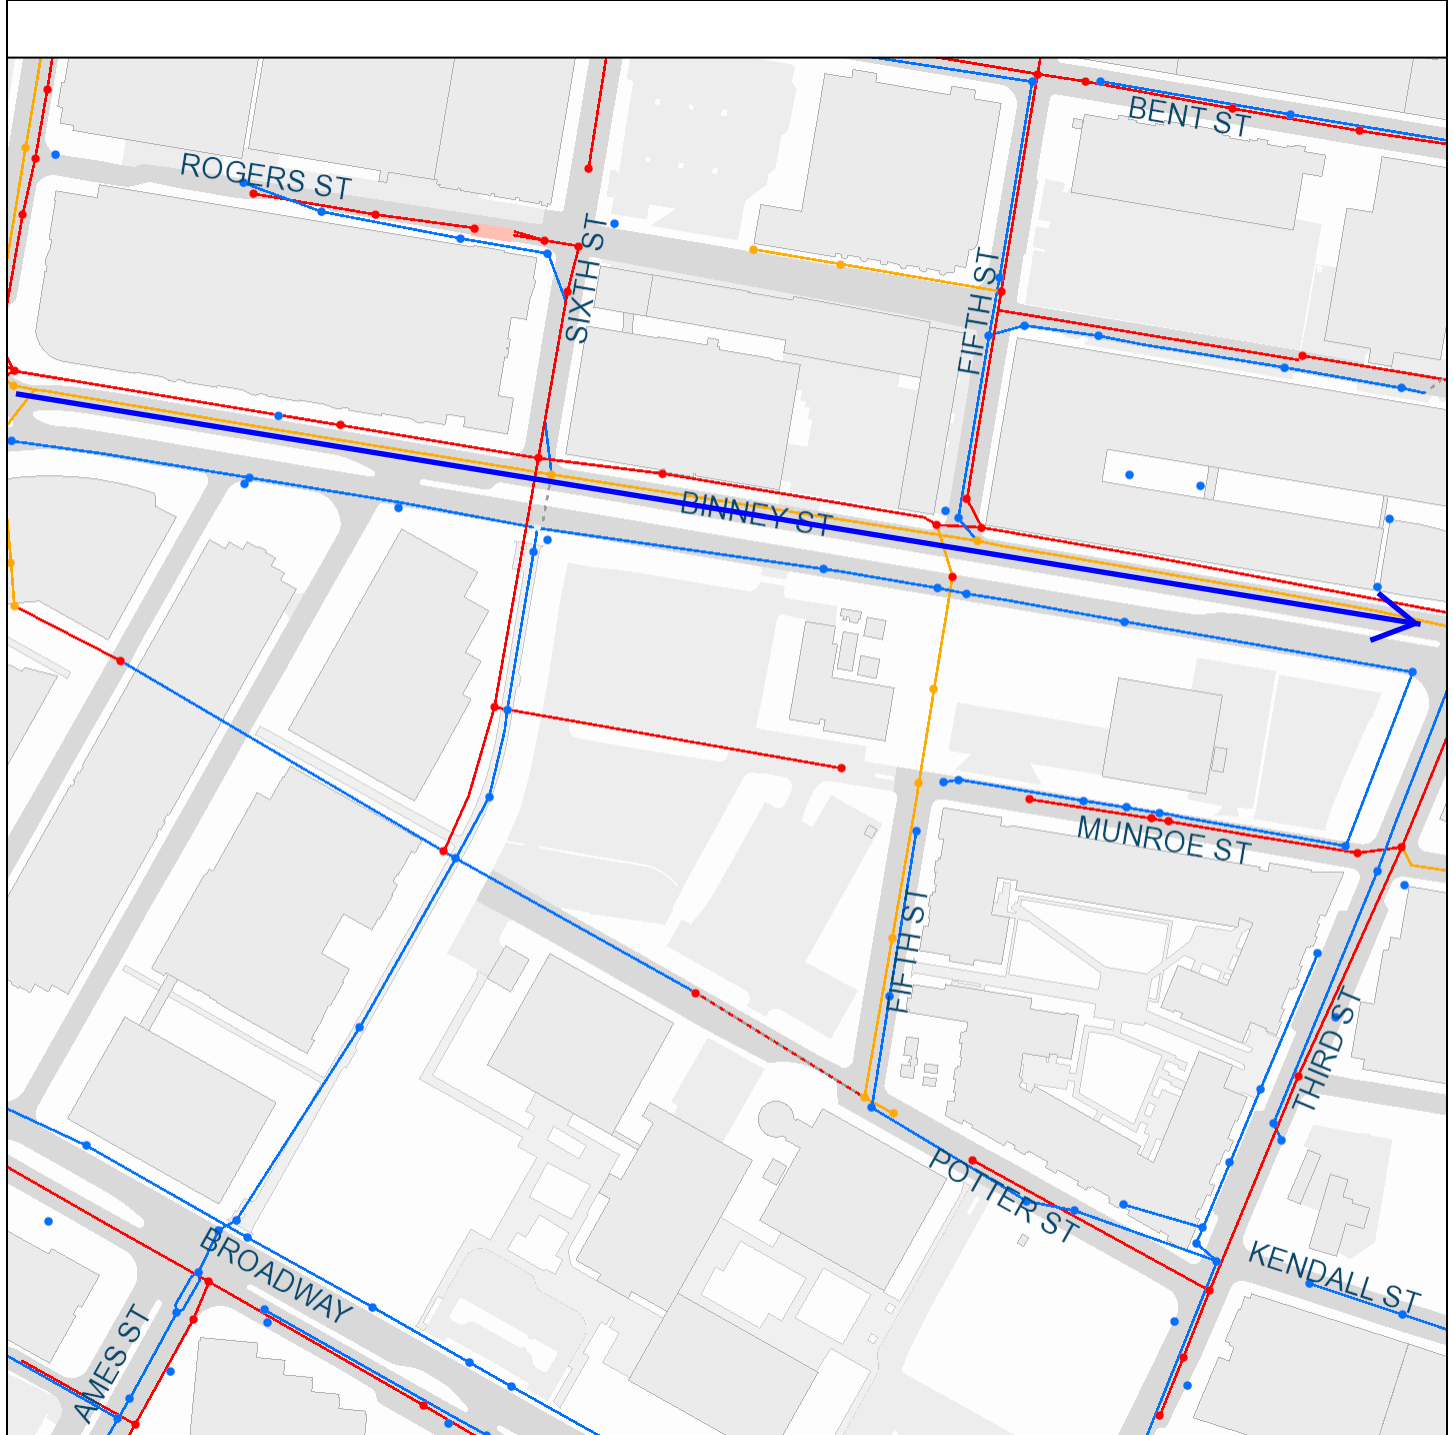 BENT ST
ROGERS ST
SIXTH ST
FIFTH ST
BINNEY ST
MUNROE ST
FIFTH ST
THIRD ST
POTTER ST
BROADWAY
KENDALL ST
AMES ST